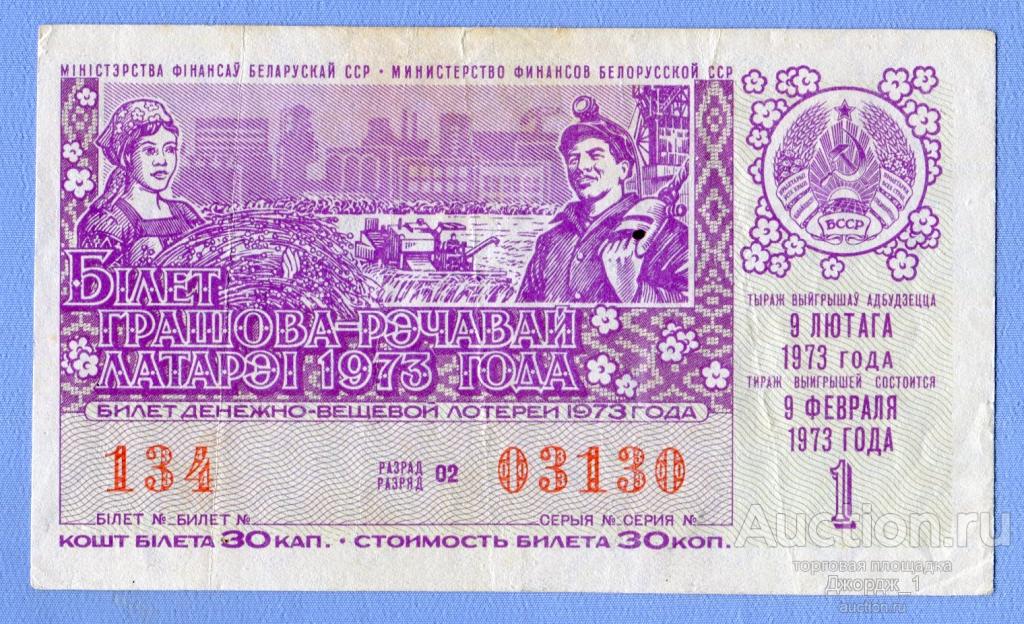 МІНІСТЭРСТВА ФІНАНСАЎ БЕЛАРУСКАЙ ССР · МИНИСТЕРСТВО ФИНАНСОВ БЕЛОРУССКОЙ ССР
БССР
БІЛЕТ
ГРАШОВА-РЭЧАВАЙ
ЛАТАРЭІ 1973 ГОДА
БИЛЕТ ДЕНЕЖНО-ВЕЩЕВОЙ ЛОТЕРЕИ 1973 ГОДА
134
РАЗРАД
РАЗРЯД 02
03130
БІЛЕТ № БИЛЕТ №
СЕРЫЯ № СЕРИЯ №
КОШТ БІЛЕТА 30 КАП. · СТОИМОСТЬ БИЛЕТА 30 КОП.
ТЫРАЖ ВЫЙГРЫШАЎ АДБУДЗЕЦЦА
9 ЛЮТАГА
1973 ГОДА
ТИРАЖ ВЫИГРЫШЕЙ СОСТОИТСЯ
9 ФЕВРАЛЯ
1973 ГОДА
1
Auction.ru
торговая площадка
Джордж_1
auction.ru